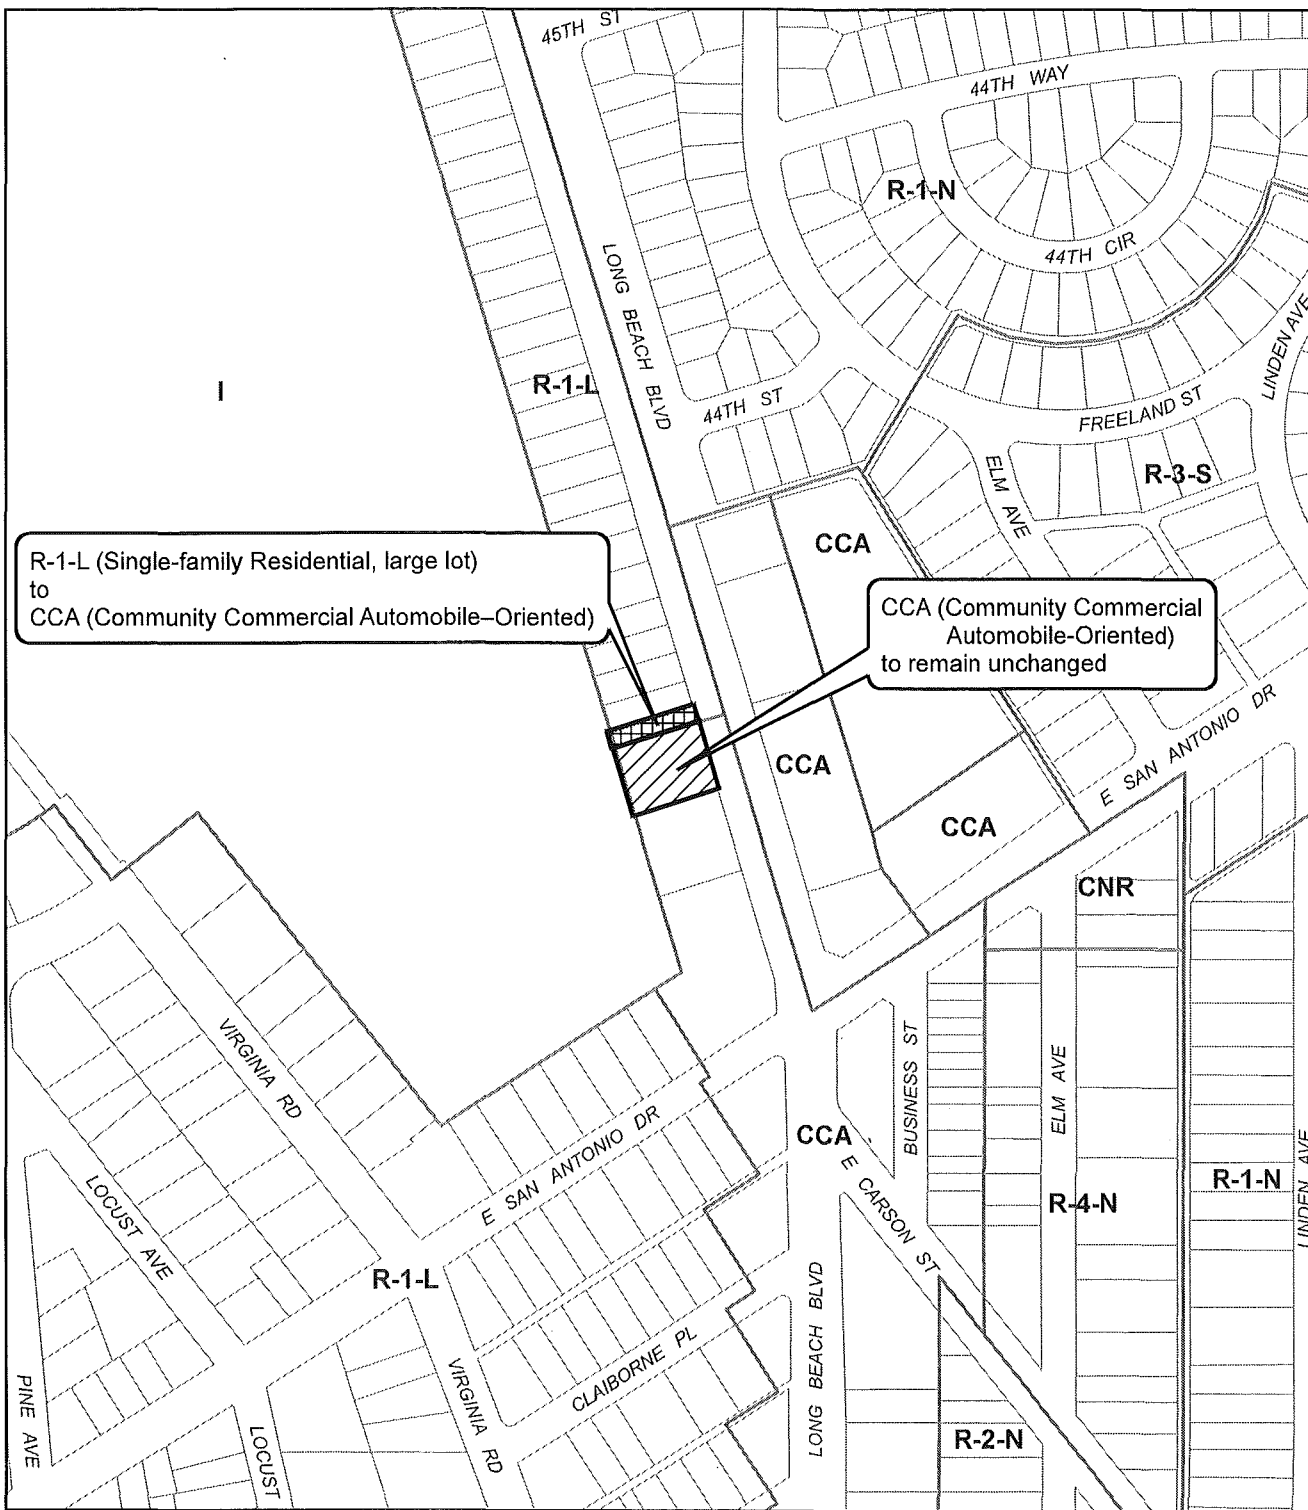 45TH ST
44TH WAY
R-1-N
44TH CIR
LONG BEACH BLVD
LINDEN AVE
I
R-1-L
44TH ST
FREELAND ST
ELM AVE
R-3-S
CCA
R-1-L (Single-family Residential, large lot)
to
CCA (Community Commercial Automobile–Oriented)
CCA (Community Commercial
Automobile-Oriented)
to remain unchanged
E SAN ANTONIO DR
CCA
CCA
CNR
VIRGINIA RD
BUSINESS ST
ELM AVE
E SAN ANTONIO DR
CCA
E CARSON ST
R-1-N
LINDEN AVE
LOCUST AVE
R-4-N
R-1-L
LONG BEACH BLVD
CLAIBORNE PL
PINE AVE
VIRGINIA RD
LOCUST
R-2-N